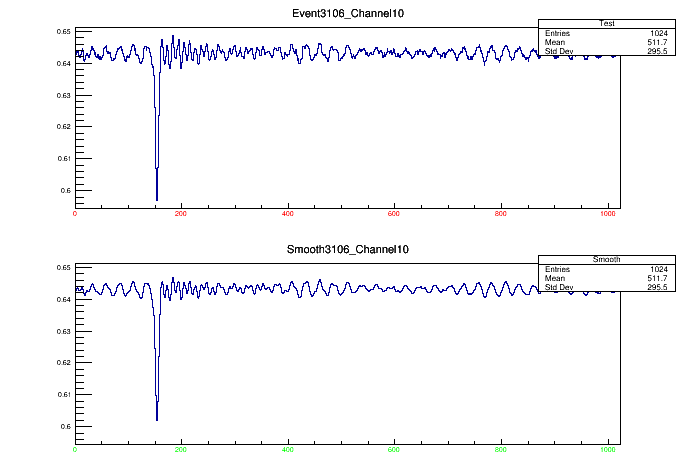 Event3106_Channel10
Test
Entries 1024
Mean 511.7
Std Dev 295.5
0.65
0.64
0.63
0.62
0.61
0.6
0 200 400 600 800 1000
Smooth3106_Channel10
Smooth
Entries 1024
Mean 511.7
Std Dev 295.5
0.65
0.64
0.63
0.62
0.61
0.6
0 200 400 600 800 1000